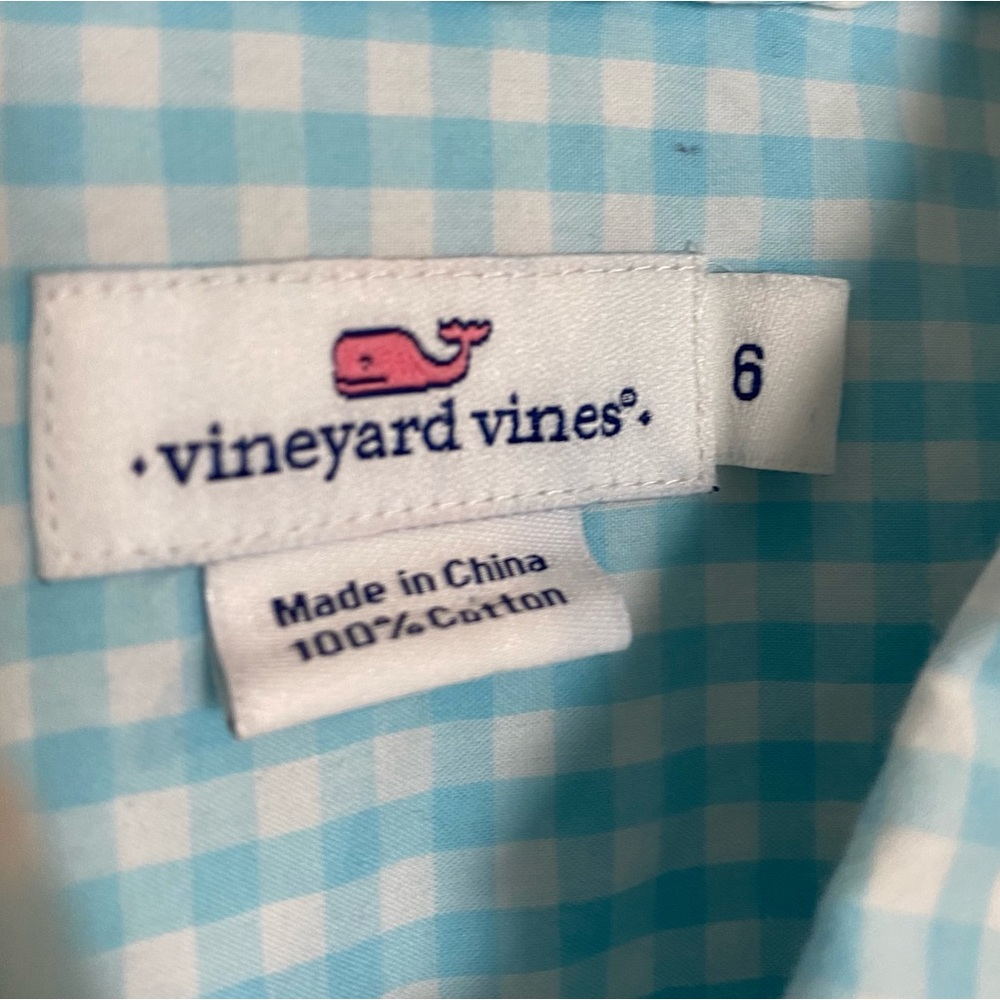 • vineyard vines® •
6
Made in China
100% Cotton